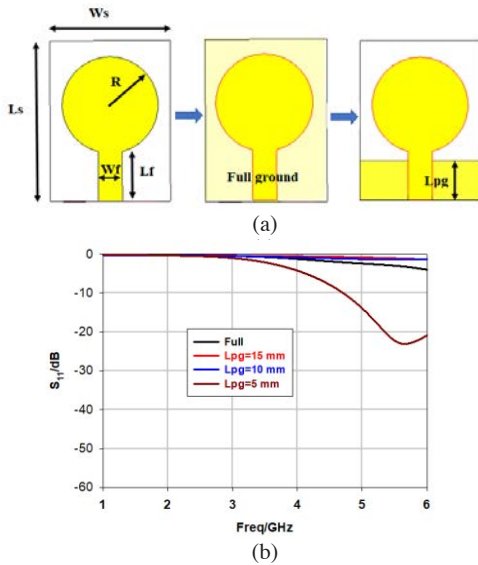 Ws
R
Ls
Wf
Lf
Full ground
Lpg
(a)
0
-10
-20
-30
-40
-50
-60
S11/dB
Full
Lpg=15 mm
Lpg=10 mm
Lpg=5 mm
1 2 3 4 5 6
Freq/GHz
(b)